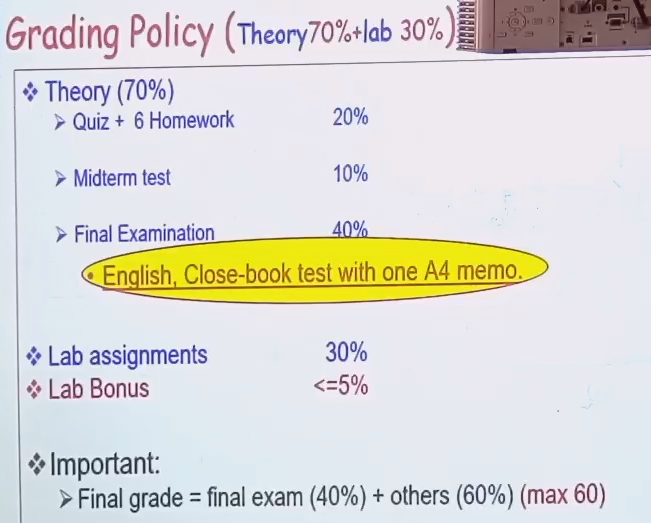 Grading Policy (Theory70%+lab 30%)
❖ Theory (70%)
➢ Quiz + 6 Homework 20%
➢ Midterm test 10%
➢ Final Examination 40%
• English, Close-book test with one A4 memo.
❖ Lab assignments 30%
❖ Lab Bonus <=5%
❖ Important:
➢ Final grade = final exam (40%) + others (60%) (max 60)